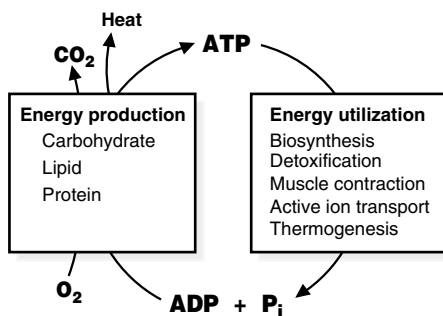 Heat
CO2
ATP
Energy production
Carbohydrate
Lipid
Protein
Energy utilization
Biosynthesis
Detoxification
Muscle contraction
Active ion transport
Thermogenesis
O2
ADP + Pi